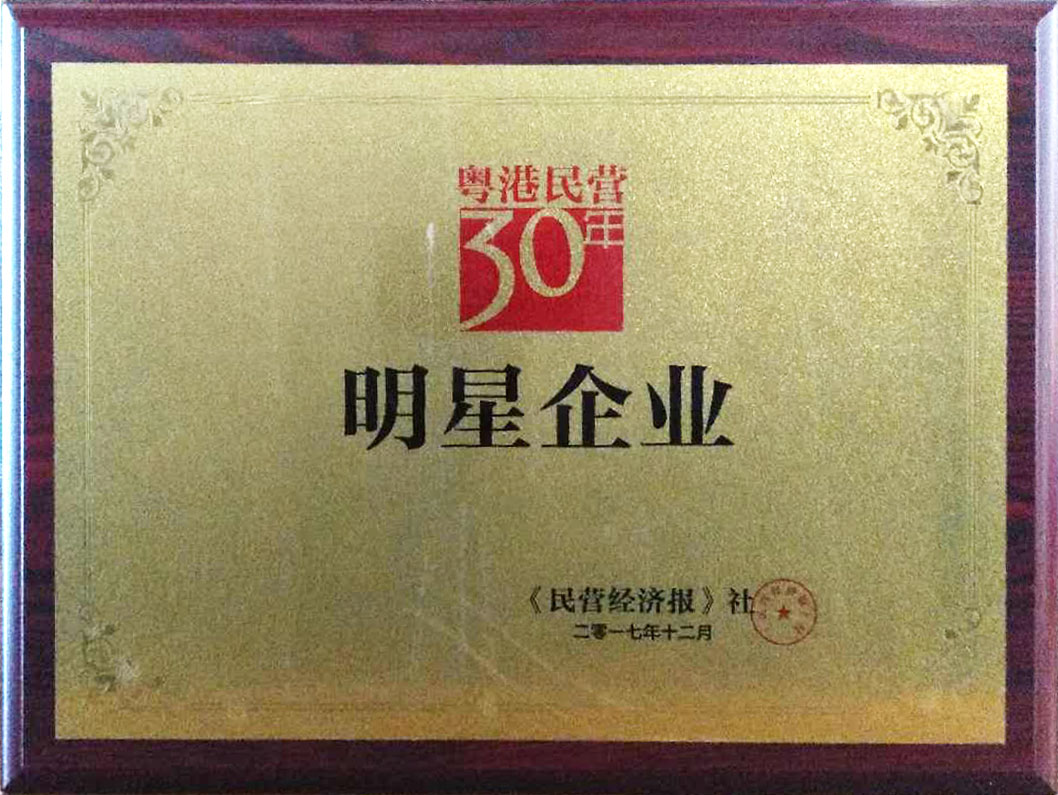 粤港民营
30年
明星企业
《民营经济报》社
二零一七年十二月